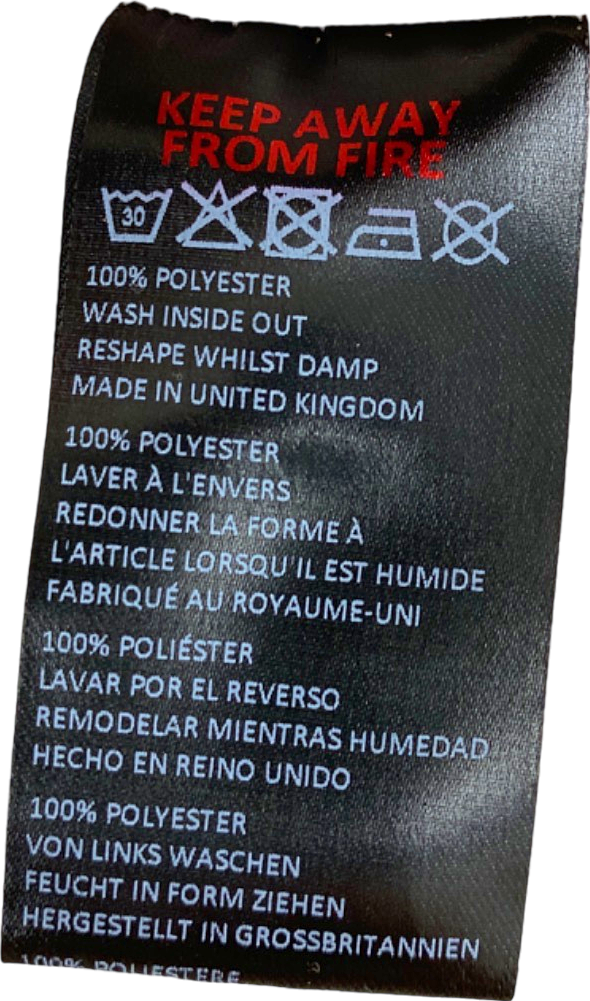 KEEP AWAY
FROM FIRE
30
100% POLYESTER
WASH INSIDE OUT
RESHAPE WHILST DAMP
MADE IN UNITED KINGDOM
100% POLYESTER
LAVER À L'ENVERS
REDONNER LA FORME À
L'ARTICLE LORSQU'IL EST HUMIDE
FABRIQUÉ AU ROYAUME-UNI
100% POLIÉSTER
LAVAR POR EL REVERSO
REMODELAR MIENTRAS HUMEDAD
HECHO EN REINO UNIDO
100% POLYESTER
VON LINKS WASCHEN
FEUCHT IN FORM ZIEHEN
HERGESTELLT IN GROSSBRITANNIEN
100% POLIESTERE